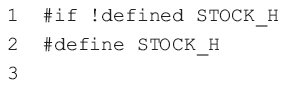 1 #if !defined STOCK_H
2 #define STOCK_H
3